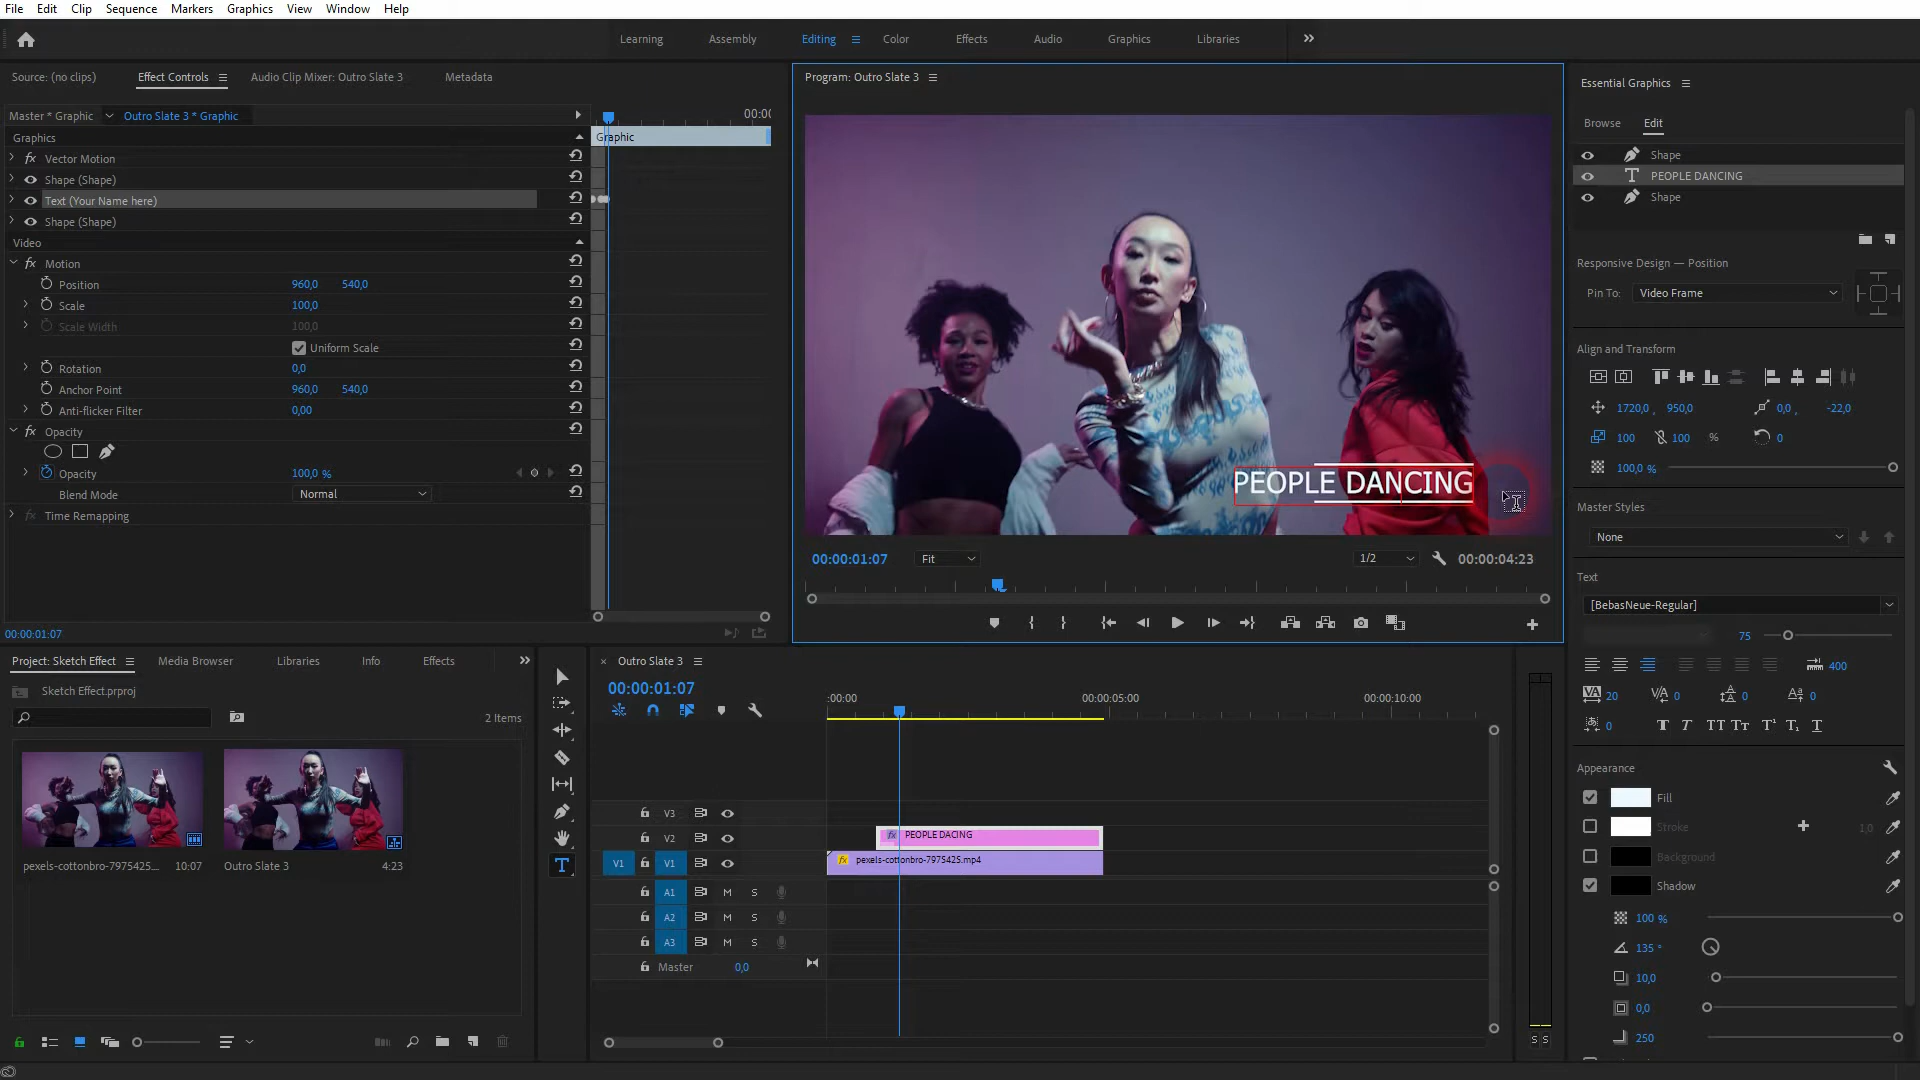 File Edit Clip Sequence Markers Graphics View Window Help
Learning Assembly Editing Color Effects Audio Graphics Libraries
Source: (no clips) Effect Controls Audio Clip Mixer: Outro Slate 3 Metadata
Master * Graphic Outro Slate 3 * Graphic 00:00
Graphics Graphic
Vector Motion
Shape (Shape)
Text (Your Name here)
Shape (Shape)
Video
Motion
Position 960,0 540,0
Scale 100,0
Scale Width 100,0
Uniform Scale
Rotation 0,0
Anchor Point 960,0 540,0
Anti-flicker Filter 0,00
Opacity
Opacity 100,0 %
Blend Mode Normal
Time Remapping
00:00:01:07
Program: Outro Slate 3
PEOPLE DANCING
00:00:01:07 Fit 1/2 00:00:04:23
Essential Graphics
Browse Edit
Shape
PEOPLE DANCING
Shape
Responsive Design — Position
Pin To: Video Frame
Align and Transform
1720,0 , 950,0 0,0 , -22,0
100 100 % 0
100,0 %
Master Styles
None
Text
[BebasNeue-Regular]
75
400
20 0 0 0
0
Appearance
Fill
Stroke 1,0
Background
Shadow
100 %
135 °
10,0
0,0
250
Project: Sketch Effect Media Browser Libraries Info Effects
Sketch Effect.prproj
2 Items
pexels-cottonbro-7975425... 10:07 Outro Slate 3 4:23
Outro Slate 3
00:00:01:07 :00:00 00:00:05:00 00:00:10:00
V3
V2 PEOPLE DACING
V1 V1 pexels-cottonbro-7975425.mp4
A1 M S
A2 M S
A3 M S
Master 0,0
S S